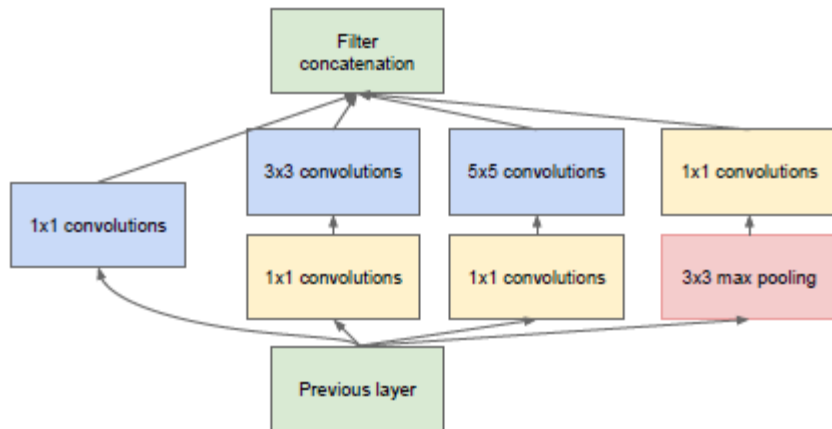 Filter
concatenation
3x3 convolutions
5x5 convolutions
1x1 convolutions
1x1 convolutions
1x1 convolutions
1x1 convolutions
3x3 max pooling
Previous layer